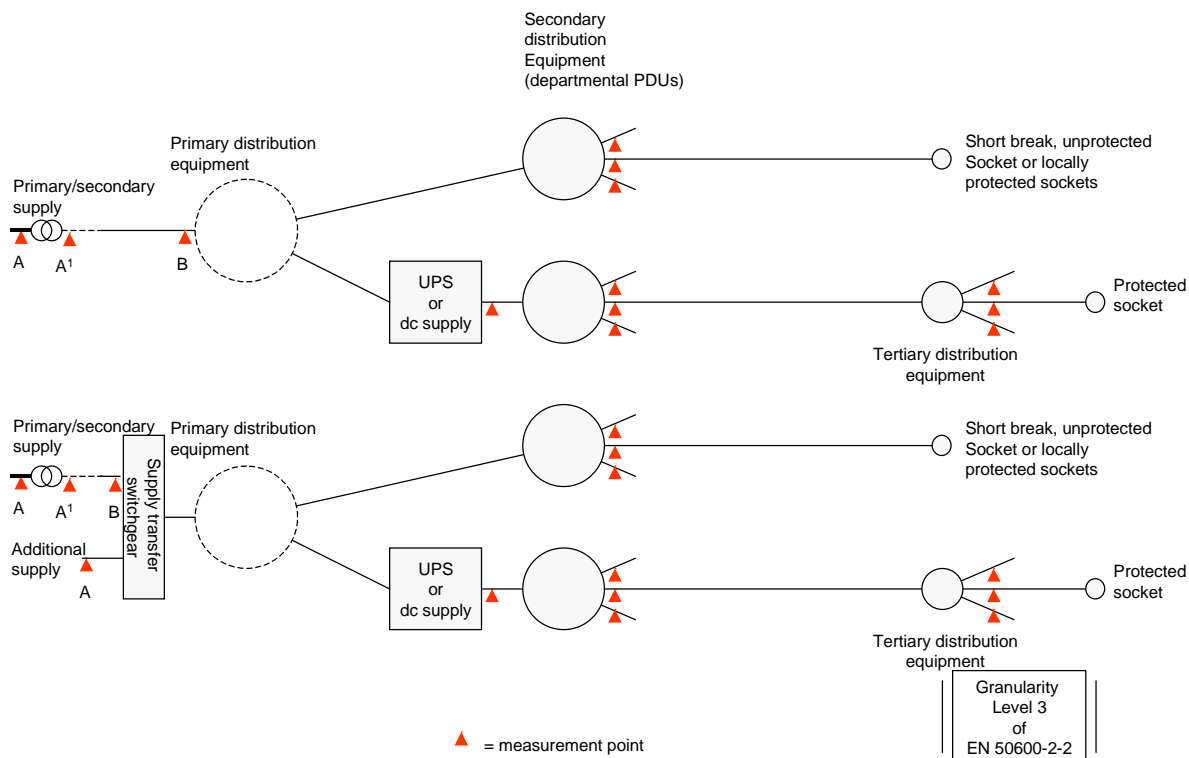 Secondary
distribution
Equipment
(departmental PDUs)
Primary distribution
equipment
Short break, unprotected
Socket or locally
protected sockets
Primary/secondary
supply
A
A¹
B
UPS
or
dc supply
Protected
socket
Tertiary distribution
equipment
Primary/secondary
supply
Primary distribution
equipment
Short break, unprotected
Socket or locally
protected sockets
A
A¹
B
Supply transfer
switchgear
Additional
supply
A
UPS
or
dc supply
Protected
socket
Tertiary distribution
equipment
Granularity
Level 3
of
EN 50600-2-2
= measurement point